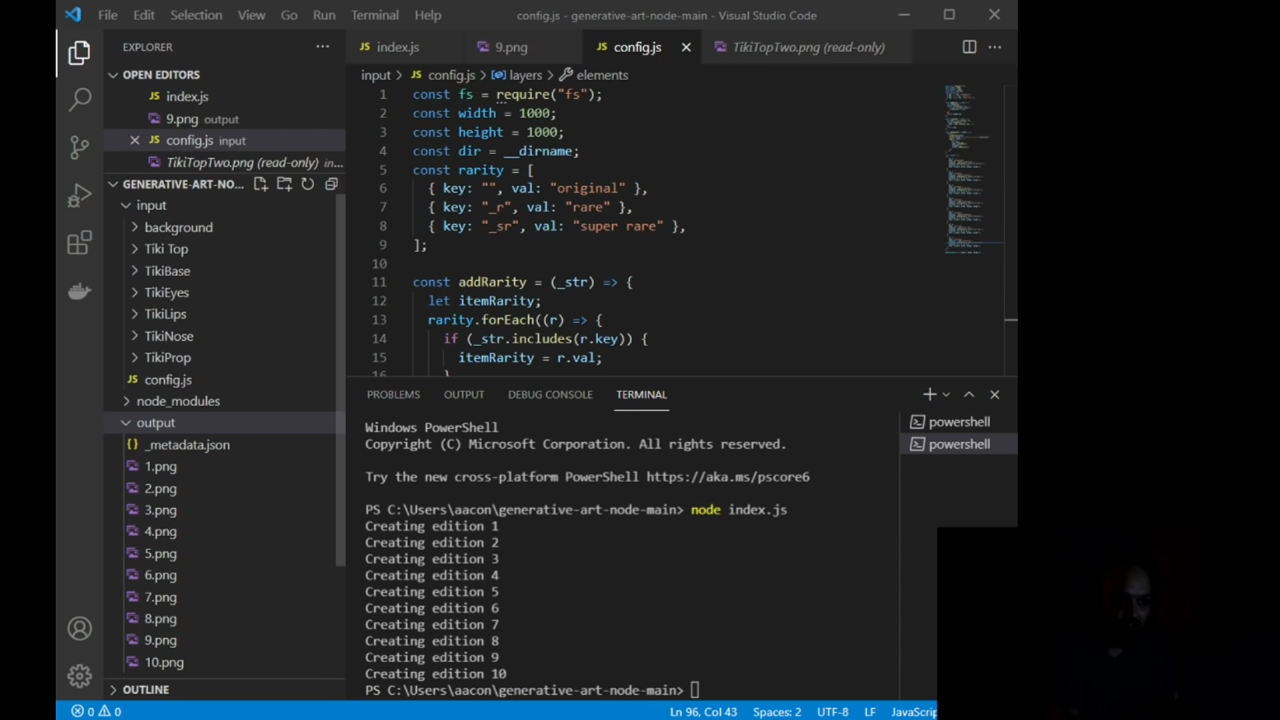 File Edit Selection View Go Run Terminal Help config.js - generative-art-node-main - Visual Studio Code
EXPLORER
OPEN EDITORS
JS index.js
9.png output
JS config.js input
TikiTopTwo.png (read-only) in...
GENERATIVE-ART-NO...
input
background
Tiki Top
TikiBase
TikiEyes
TikiLips
TikiNose
TikiProp
JS config.js
node_modules
output
_metadata.json
1.png
2.png
3.png
4.png
5.png
6.png
7.png
8.png
9.png
10.png
OUTLINE
JS index.js 9.png JS config.js TikiTopTwo.png (read-only)
input > JS config.js > layers > elements
1 const fs = require("fs");
2 const width = 1000;
3 const height = 1000;
4 const dir = __dirname;
5 const rarity = [
6 { key: "", val: "original" },
7 { key: "_r", val: "rare" },
8 { key: "_sr", val: "super rare" },
9 ];
10
11 const addRarity = (_str) => {
12 let itemRarity;
13 rarity.forEach((r) => {
14 if (_str.includes(r.key)) {
15 itemRarity = r.val;
16 }
PROBLEMS OUTPUT DEBUG CONSOLE TERMINAL
Windows PowerShell
Copyright (C) Microsoft Corporation. All rights reserved.
Try the new cross-platform PowerShell https://aka.ms/pscore6
PS C:\Users\aacon\generative-art-node-main> node index.js
Creating edition 1
Creating edition 2
Creating edition 3
Creating edition 4
Creating edition 5
Creating edition 6
Creating edition 7
Creating edition 8
Creating edition 9
Creating edition 10
PS C:\Users\aacon\generative-art-node-main>
powershell
powershell
0 0 Ln 96, Col 43 Spaces: 2 UTF-8 LF JavaScrip